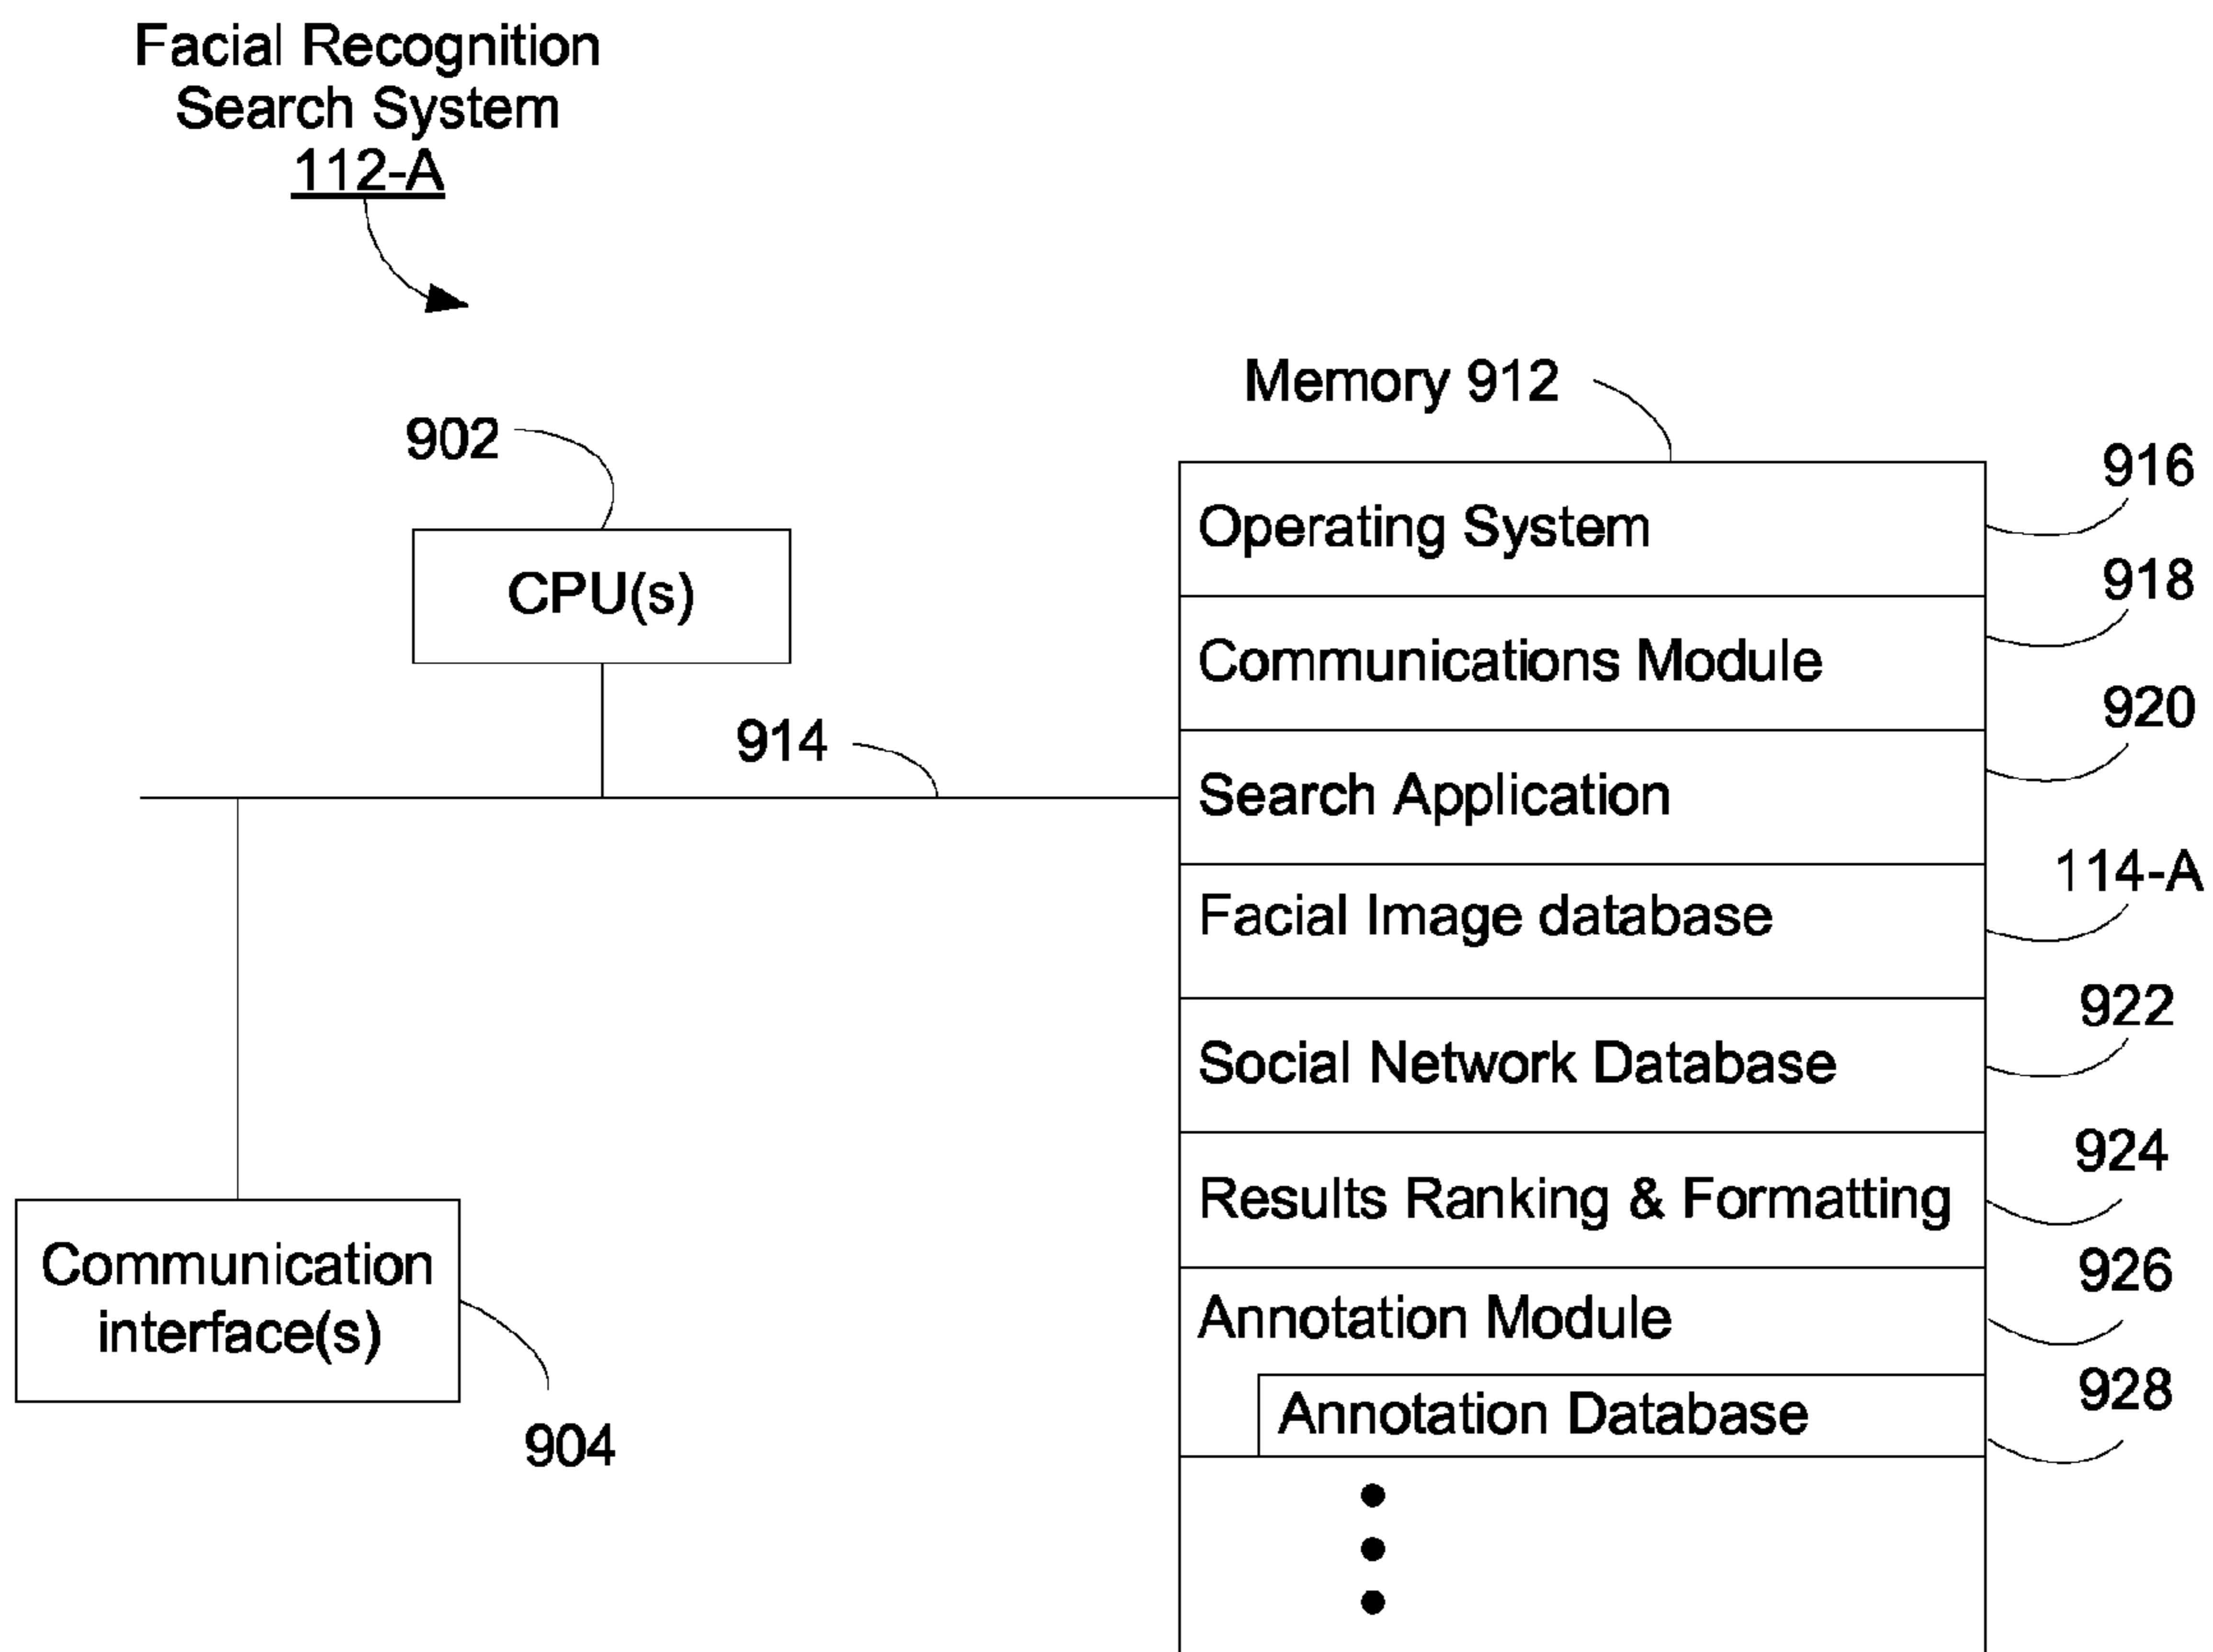 Facial Recognition
Search System
112-A
Memory 912
902
916
Operating System
CPU(s)
918
Communications Module
914
920
Search Application
114-A
Facial Image database
922
Social Network Database
924
Results Ranking & Formatting
Communication
interface(s)
926
Annotation Module
928
Annotation Database
904